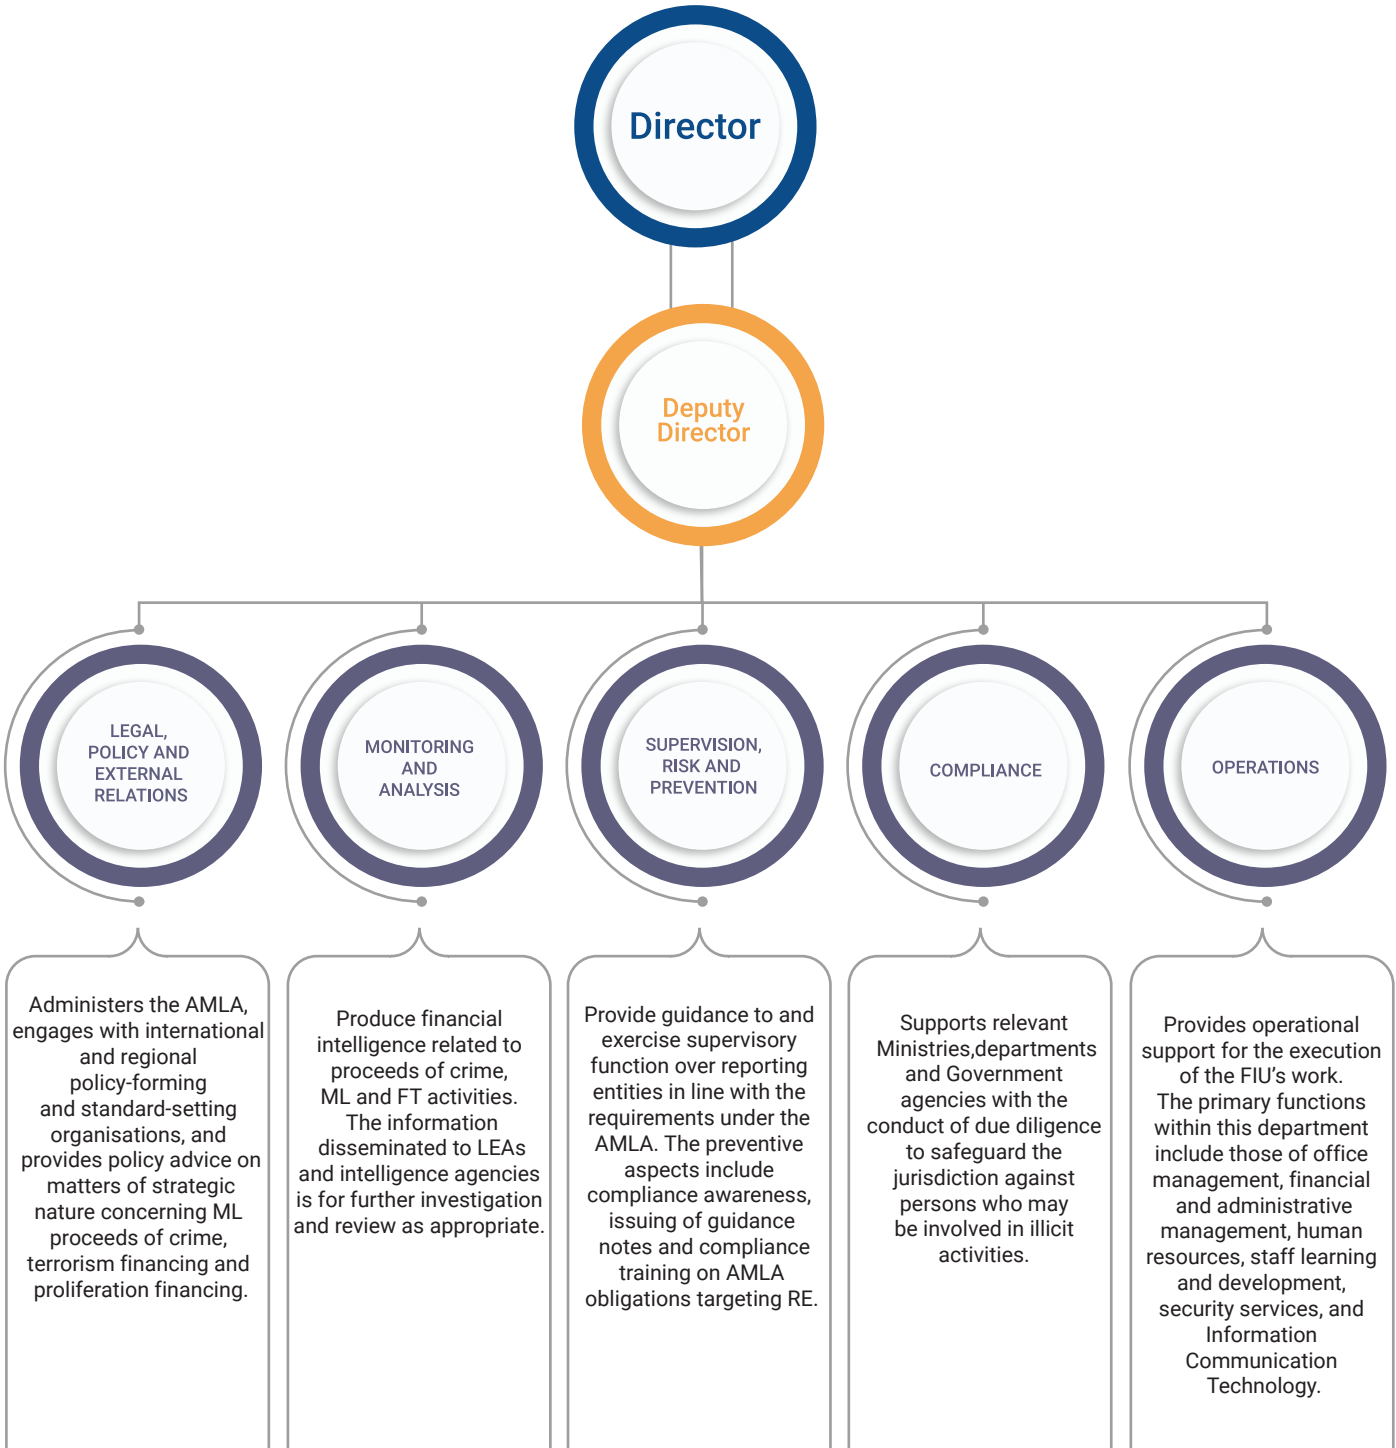 Director
Deputy
Director
LEGAL,
POLICY AND
EXTERNAL
RELATIONS
MONITORING
AND
ANALYSIS
SUPERVISION,
RISK AND
PREVENTION
COMPLIANCE
OPERATIONS
Administers the AMLA,
engages with international
and regional
policy-forming
and standard-setting
organisations, and
provides policy advice on
matters of strategic
nature concerning ML
proceeds of crime,
terrorism financing and
proliferation financing.
Produce financial
intelligence related to
proceeds of crime,
ML and FT activities.
The information
disseminated to LEAs
and intelligence agencies
is for further investigation
and review as appropriate.
Provide guidance to and
exercise supervisory
function over reporting
entities in line with the
requirements under the
AMLA. The preventive
aspects include
compliance awareness,
issuing of guidance
notes and compliance
training on AMLA
obligations targeting RE.
Supports relevant
Ministries,departments
and Government
agencies with the
conduct of due diligence
to safeguard the
jurisdiction against
persons who may
be involved in illicit
activities.
Provides operational
support for the execution
of the FIU’s work.
The primary functions
within this department
include those of office
management, financial
and administrative
management, human
resources, staff learning
and development,
security services, and
Information
Communication
Technology.